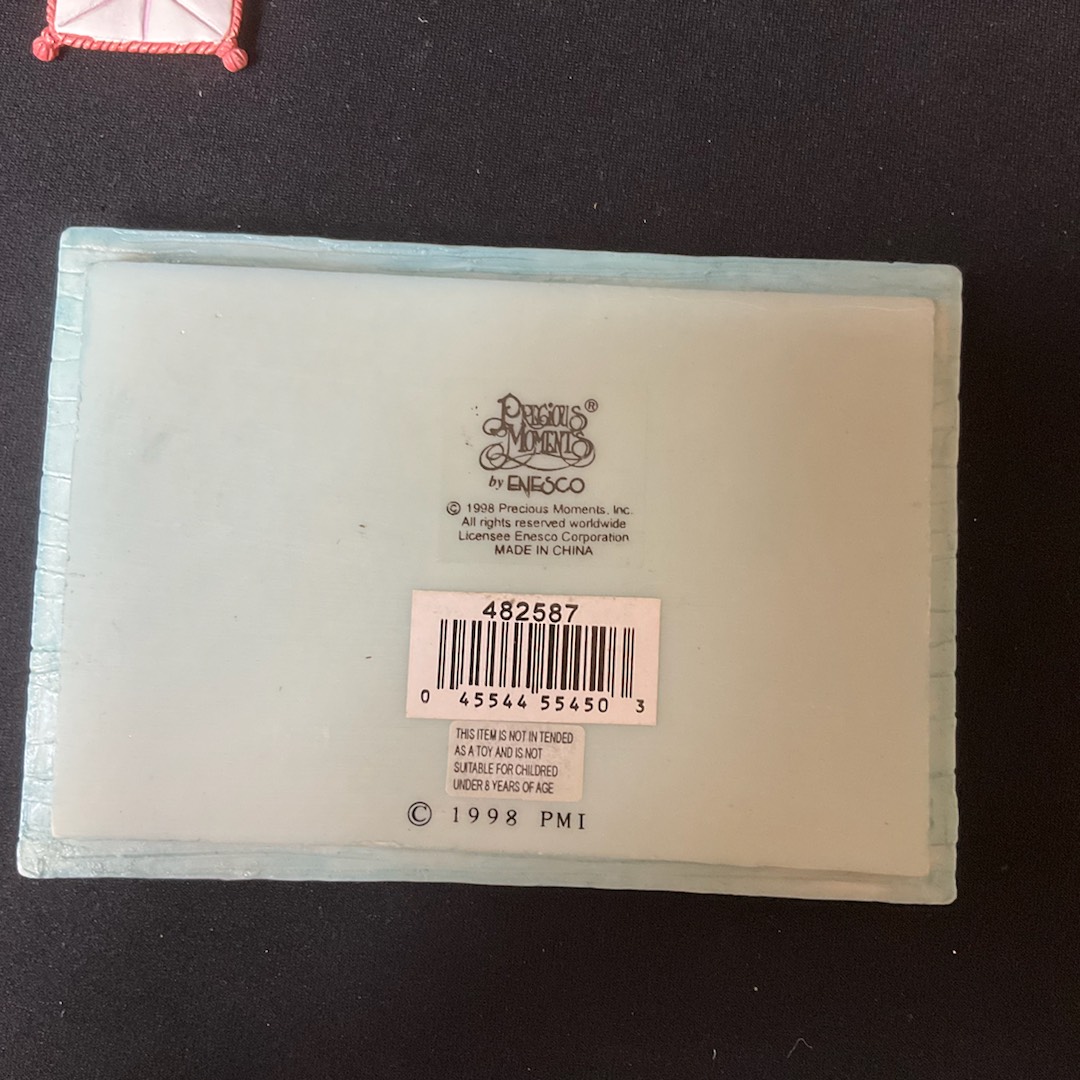 PRECIOUS ®
MOMENTS
by ENESCO
© 1998 Precious Moments, Inc.
All rights reserved worldwide
Licensee Enesco Corporation
MADE IN CHINA
482587
0 45544 55450 3
THIS ITEM IS NOT IN TENDED
AS A TOY AND IS NOT
SUITABLE FOR CHILDRED
UNDER 8 YEARS OF AGE
© 1998 PMI